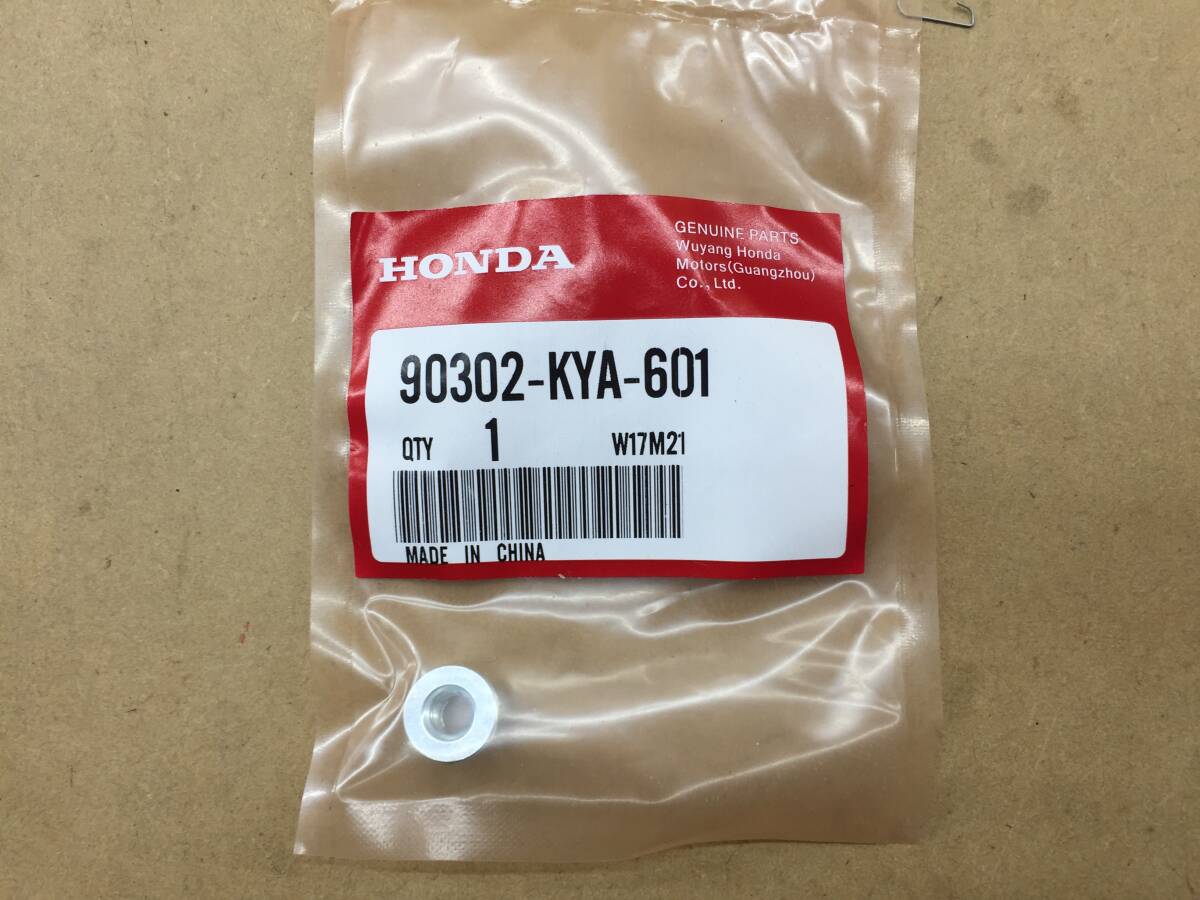 HONDA
GENUINE PARTS
Wuyang Honda
Motors(Guangzhou)
Co., Ltd.
90302-KYA-601
QTY 1 W17M21
MADE IN CHINA